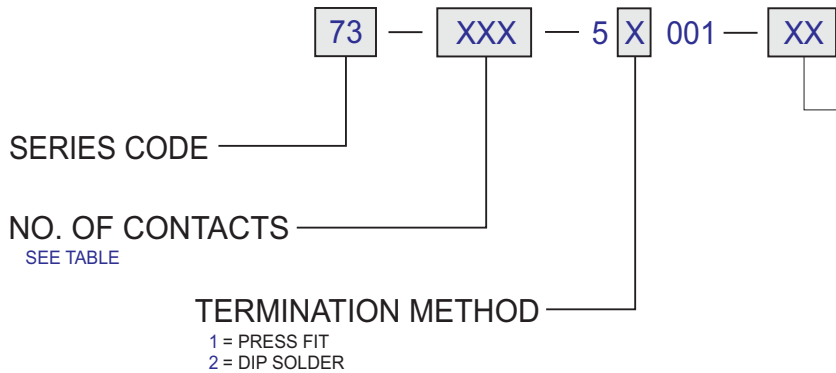 73 — XXX — 5 X 001 — XX
SERIES CODE
NO. OF CONTACTS
SEE TABLE
TERMINATION METHOD
1 = PRESS FIT
2 = DIP SOLDER